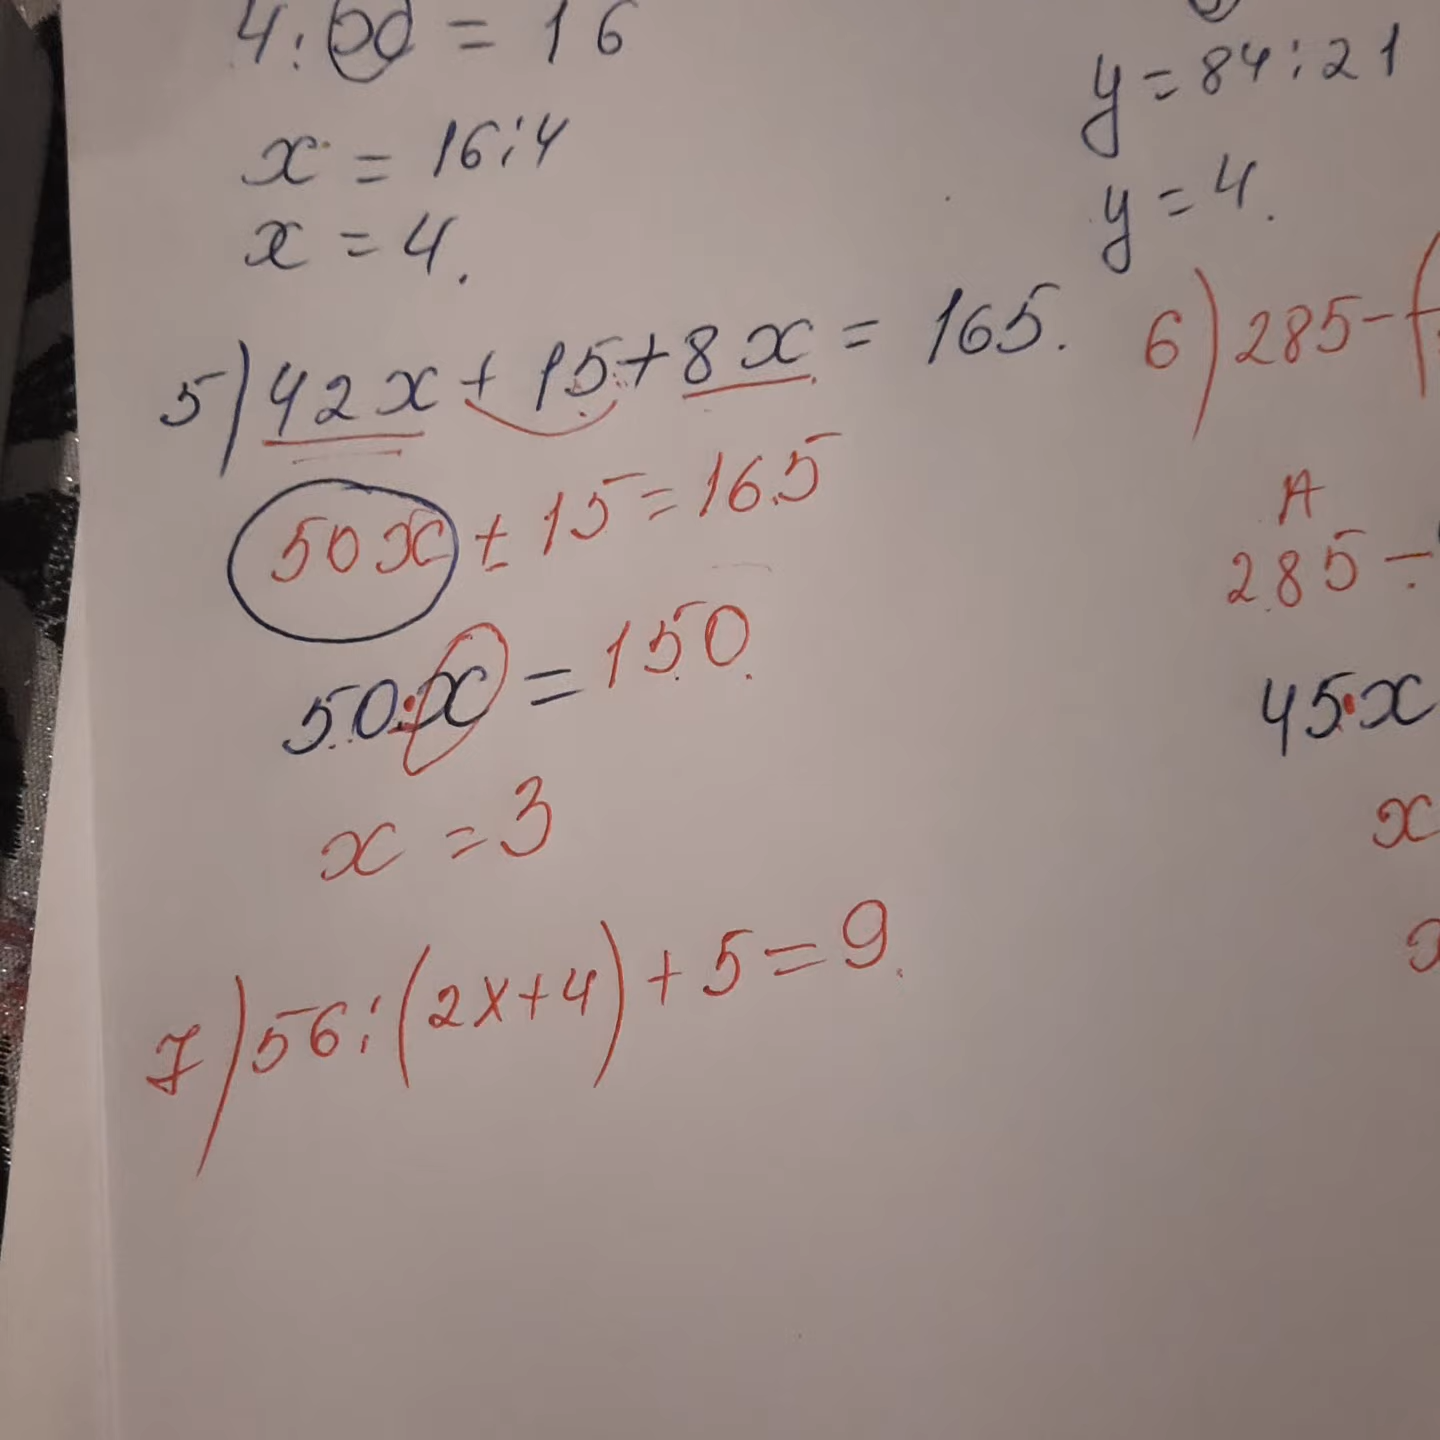 4 : x = 16
x = 16 : 4
x = 4.
y = 84 : 21
y = 4.
5) 42x + 15 + 8x = 165.
50x + 15 = 165
50·x = 150.
x = 3
6) 285 - (
A
285 -
45·x
x
7) 56 : (2x + 4) + 5 = 9.